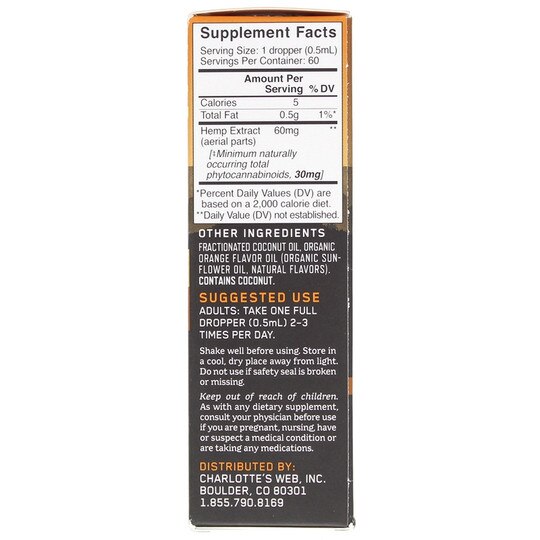 Supplement Facts
Serving Size: 1 dropper (0.5mL)
Servings Per Container: 60
Amount Per
Serving % DV
Calories 5
Total Fat 0.5g 1%*
Hemp Extract 60mg **
(aerial parts)
[‡Minimum naturally
occurring total
phytocannabinoids, 30mg]
*Percent Daily Values (DV) are
based on a 2,000 calorie diet.
**Daily Value (DV) not established.
OTHER INGREDIENTS
FRACTIONATED COCONUT OIL, ORGANIC
ORANGE FLAVOR OIL (ORGANIC SUN-
FLOWER OIL, NATURAL FLAVORS).
CONTAINS COCONUT.
SUGGESTED USE
ADULTS: TAKE ONE FULL
DROPPER (0.5mL) 2–3
TIMES PER DAY.
Shake well before using. Store in
a cool, dry place away from light.
Do not use if safety seal is broken
or missing.
Keep out of reach of children.
As with any dietary supplement,
consult your physician before use
if you are pregnant, nursing, have
or suspect a medical condition or
are taking any medications.
DISTRIBUTED BY:
CHARLOTTE'S WEB, INC.
BOULDER, CO 80301
1.855.790.8169